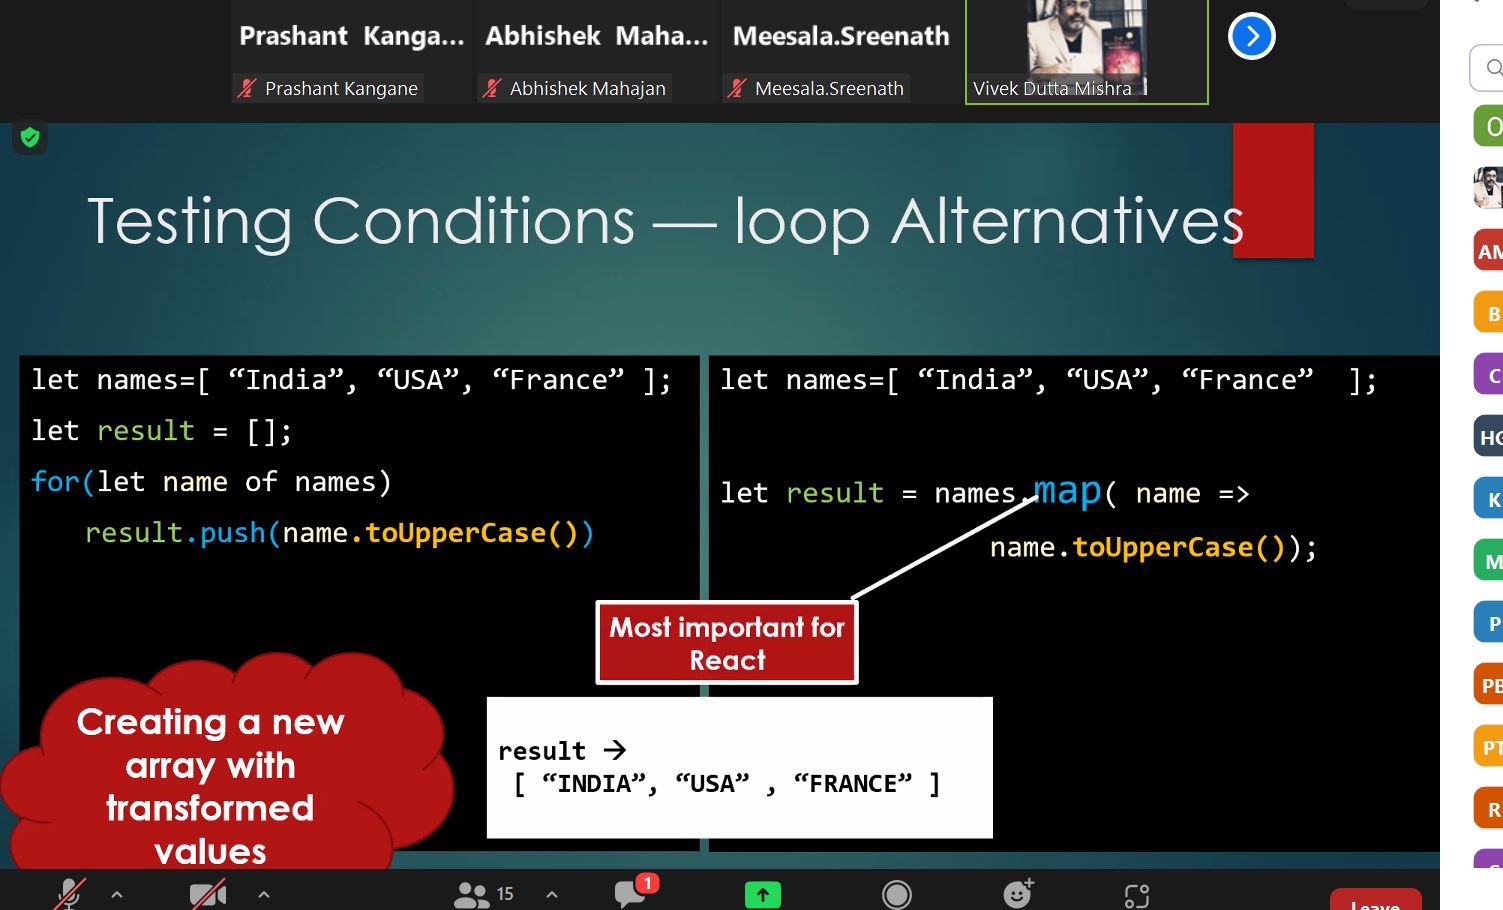 Prashant Kanga...
Abhishek Maha...
Meesala.Sreenath
Prashant Kangane
Abhishek Mahajan
Meesala.Sreenath
Vivek Dutta Mishra
Testing Conditions — loop Alternatives
let names=[ “India”, “USA”, “France” ];
let result = [];
for(let name of names)
result.push(name.toUpperCase())
let names=[ “India”, “USA”, “France” ];
let result = names.map( name =>
name.toUpperCase());
Most important for
React
Creating a new
array with
transformed
values
result →
[ “INDIA”, “USA” , “FRANCE” ]
O
AM
B
C
HG
K
M
P
PB
PT
R
15
1
Leave